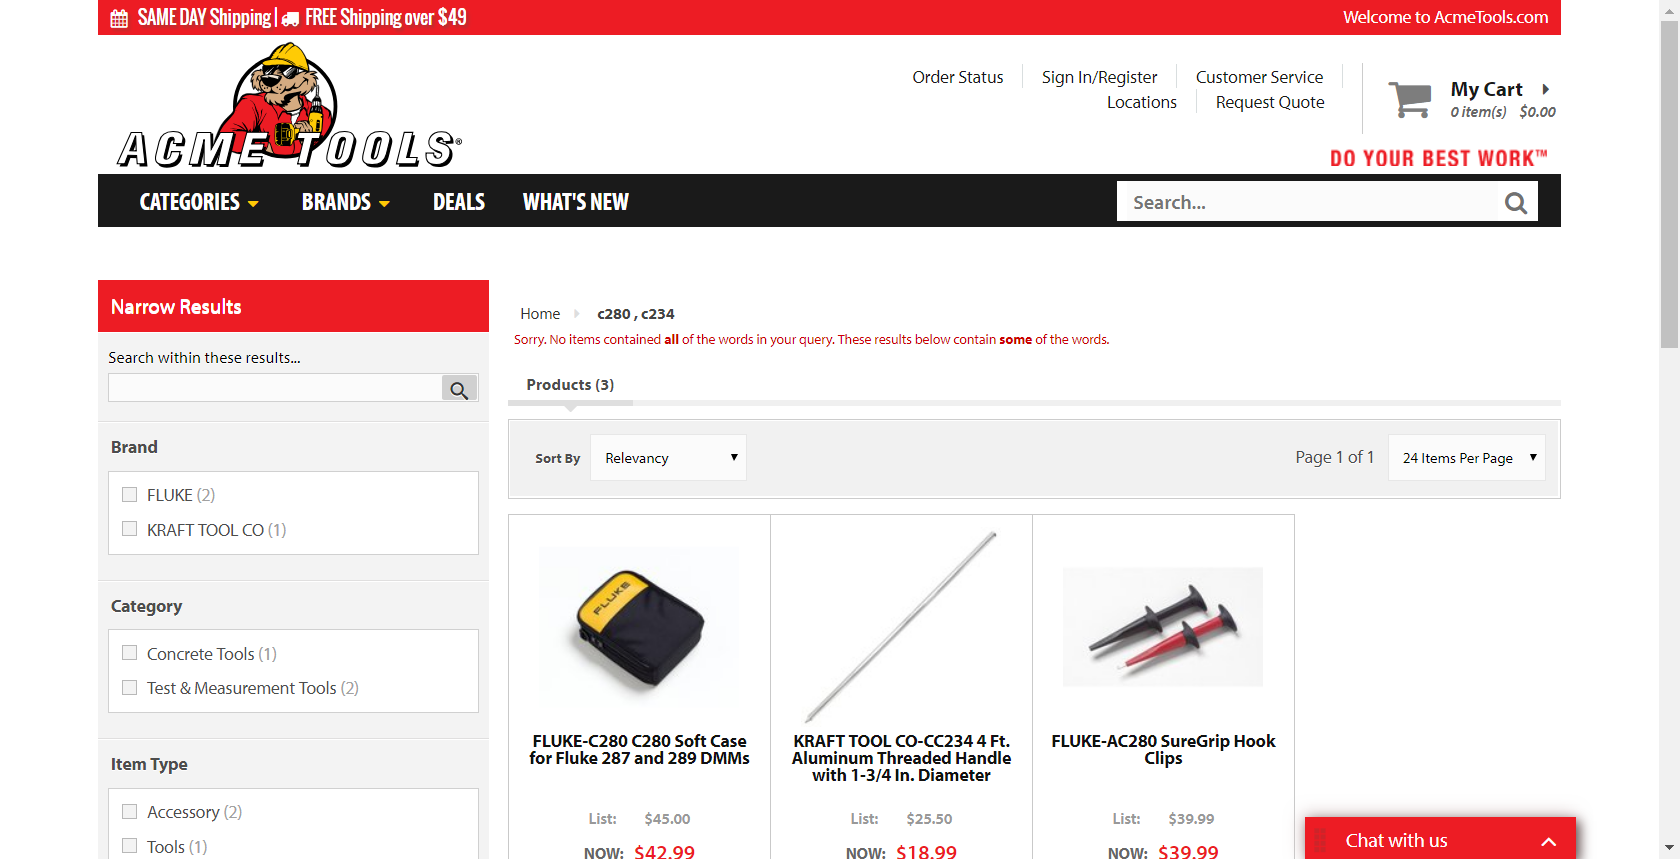 SAME DAY Shipping | FREE Shipping over $49
Welcome to AcmeTools.com
ACME TOOLS®
Order Status
Sign In/Register
Customer Service
Locations
Request Quote
My Cart
0 item(s) $0.00
DO YOUR BEST WORK™
CATEGORIES
BRANDS
DEALS
WHAT'S NEW
Search...
Narrow Results
Search within these results...
Brand
FLUKE (2)
KRAFT TOOL CO (1)
Category
Concrete Tools (1)
Test & Measurement Tools (2)
Item Type
Accessory (2)
Tools (1)
Home
c280 , c234
Sorry. No items contained all of the words in your query. These results below contain some of the words.
Products (3)
Sort By
Relevancy
Page 1 of 1
24 Items Per Page
FLUKE
FLUKE-C280 C280 Soft Case
for Fluke 287 and 289 DMMs
List: $45.00
NOW: $42.99
KRAFT TOOL CO-CC234 4 Ft.
Aluminum Threaded Handle
with 1-3/4 In. Diameter
List: $25.50
NOW: $18.99
FLUKE-AC280 SureGrip Hook
Clips
List: $39.99
NOW: $39.99
Chat with us